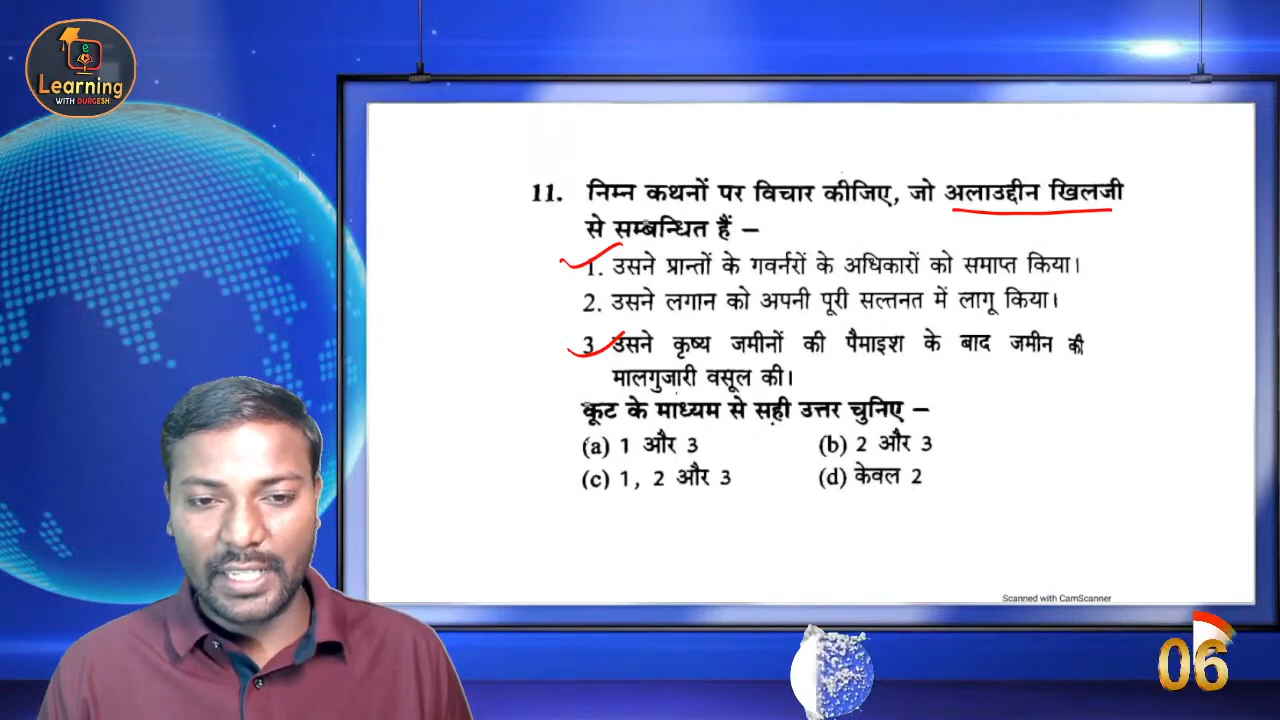 e
Learning
WITH DURGESH
11. निम्न कथनों पर विचार कीजिए, जो अलाउद्दीन खिलजी
से सम्बन्धित हैं –
1. उसने प्रान्तों के गवर्नरों के अधिकारों को समाप्त किया।
2. उसने लगान को अपनी पूरी सल्तनत में लागू किया।
3 उसने कृष्य जमीनों की पैमाइश के बाद जमीन की
मालगुजारी वसूल की।
कूट के माध्यम से सही उत्तर चुनिए –
(a) 1 और 3 (b) 2 और 3
(c) 1, 2 और 3 (d) केवल 2
Scanned with CamScanner
06